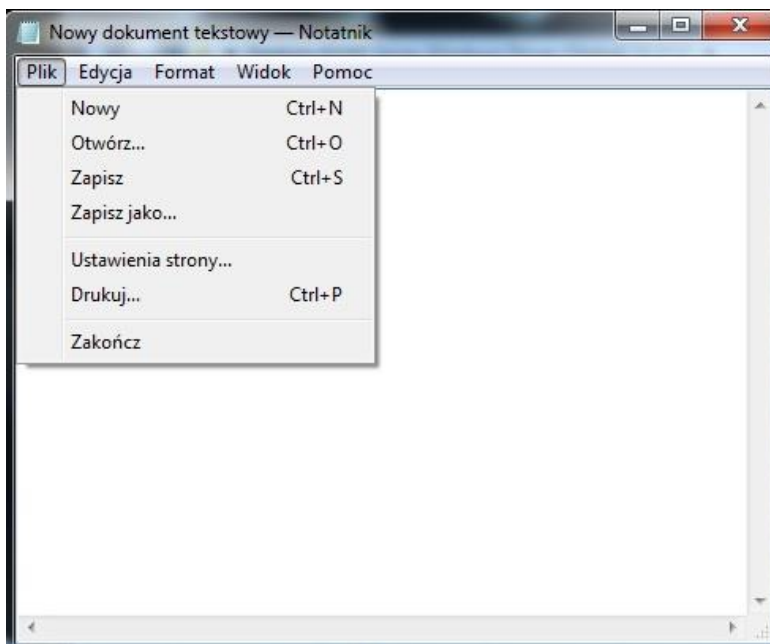 Nowy dokument tekstowy — Notatnik
Plik Edycja Format Widok Pomoc
Nowy Ctrl+N
Otwórz... Ctrl+O
Zapisz Ctrl+S
Zapisz jako...
Ustawienia strony...
Drukuj... Ctrl+P
Zakończ